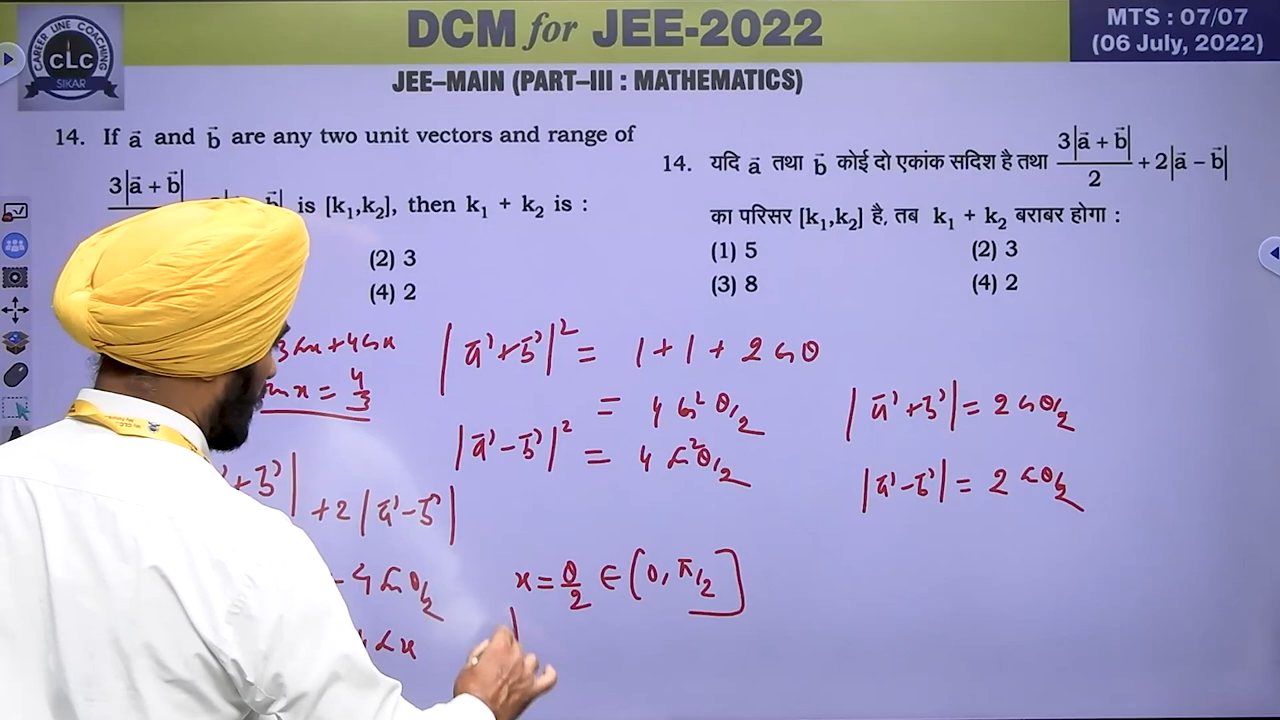 CAREER LINE COACHING
CLC
SIKAR
DCM for JEE-2022
MTS : 07/07
(06 July, 2022)
JEE–MAIN (PART–III : MATHEMATICS)
14. If a⃗ and b⃗ are any two unit vectors and range of
3|a⃗ + b⃗|
is [k₁,k₂], then k₁ + k₂ is :
(2) 3
(4) 2
14. यदि a⃗ तथा b⃗ कोई दो एकांक सदिश है तथा 3|a⃗ + b⃗|/2 + 2|a⃗ − b⃗|
का परिसर [k₁,k₂] है, तब k₁ + k₂ बराबर होगा :
(1) 5 (2) 3
(3) 8 (4) 2
x = 4/3
|a⃗ + b⃗|² = 1 + 1 + 2 cos θ
= 4 cos² θ/2
|a⃗ − b⃗|² = 4 sin² θ/2
|a⃗ + b⃗| = 2 cos θ/2
|a⃗ − b⃗| = 2
+ 2 |a⃗ − b⃗|
4 sin θ/2
x = θ/2 ∈ (0, π/2]
sin x